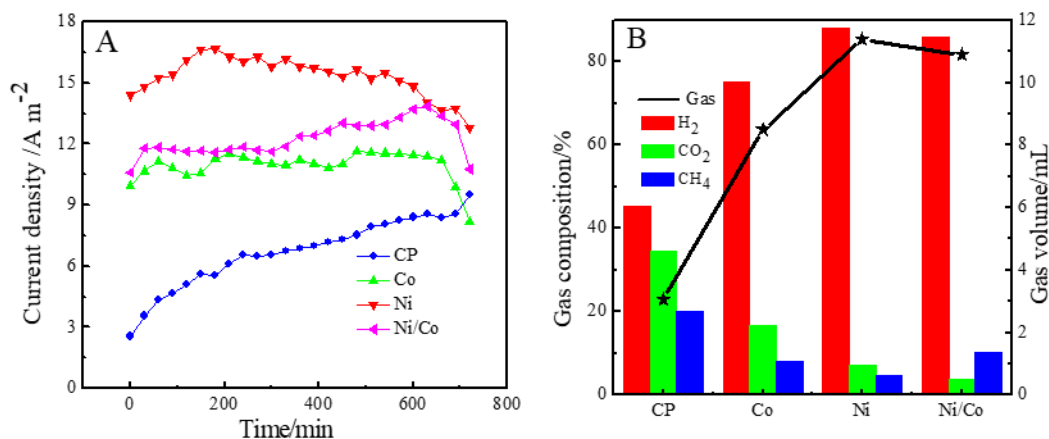 A
Current density /A m-2
18
15
12
9
6
3
0
0
200
400
600
800
Time/min
CP
Co
Ni
Ni/Co
B
Gas composition/%
80
60
40
20
0
Gas
H2
CO2
CH4
CP
Co
Ni
Ni/Co
12
10
8
6
4
2
0
Gas volume/mL